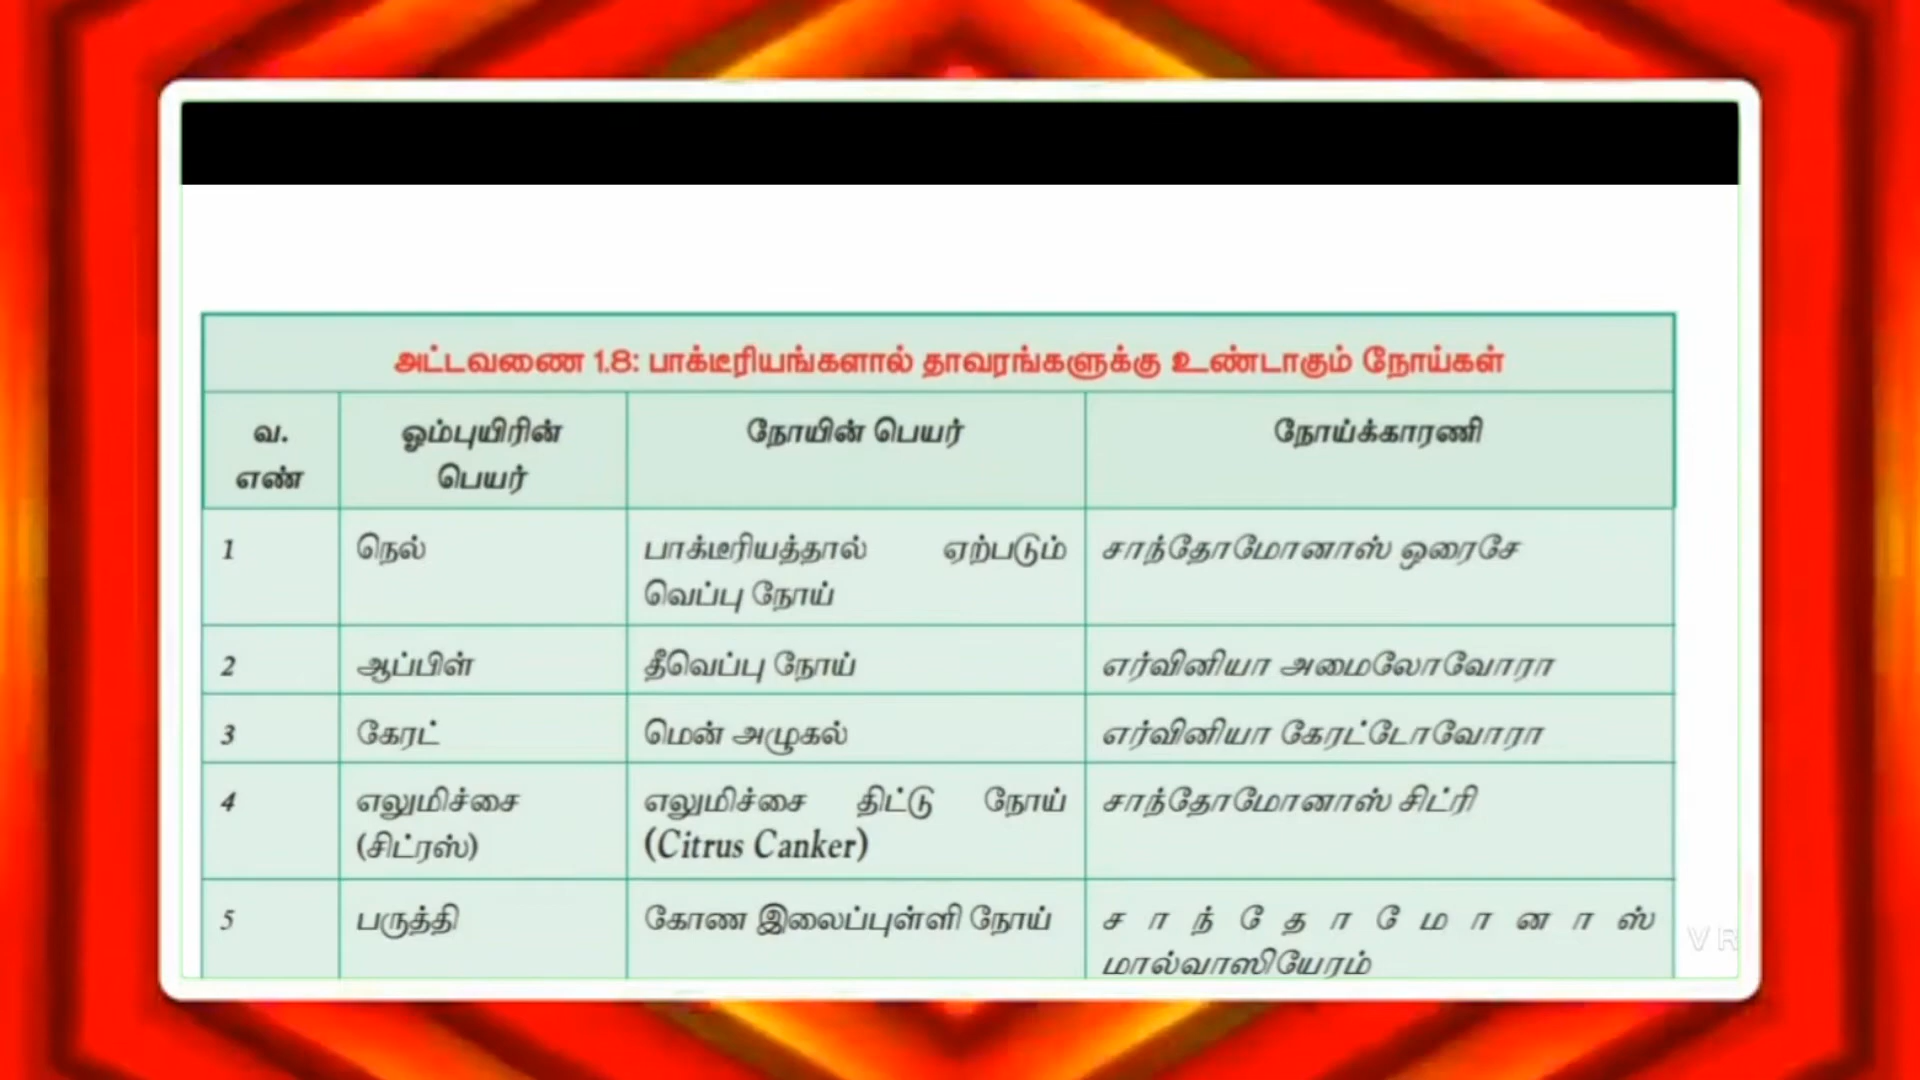 அட்டவணை 1.8: பாக்டீரியங்களால் தாவரங்களுக்கு உண்டாகும் நோய்கள்
வ. எண்
ஓம்புயிரின் பெயர்
நோயின் பெயர்
நோய்க்காரணி
1
நெல்
பாக்டீரியத்தால் ஏற்படும்
வெப்பு நோய்
சாந்தோமோனாஸ் ஒரைசே
2
ஆப்பிள்
தீவெப்பு நோய்
எர்வினியா அமைலோவோரா
3
கேரட்
மென் அழுகல்
எர்வினியா கேரட்டோவோரா
4
எலுமிச்சை
(சிட்ரஸ்)
எலுமிச்சை திட்டு நோய்
(Citrus Canker)
சாந்தோமோனாஸ் சிட்ரி
5
பருத்தி
கோண இலைப்புள்ளி நோய்
சாந்தோமோனாஸ்
மால்வாஸியேரம்
VR